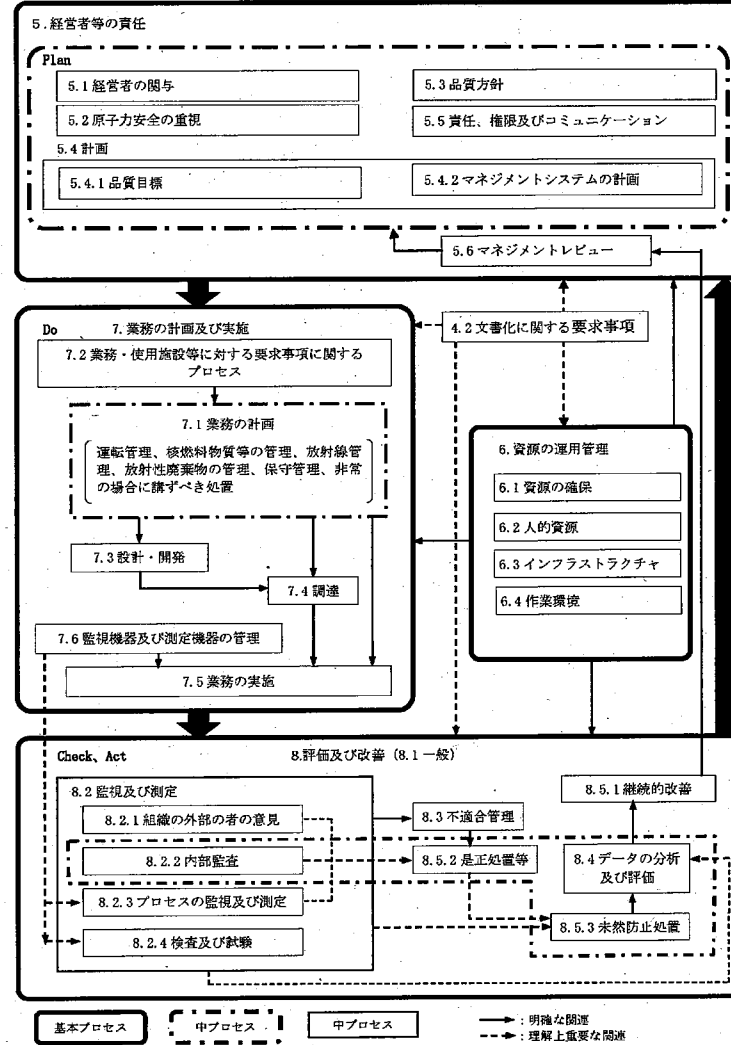 5.経営者等の責任
Plan
5.1経営者の関与
5.3品質方針
5.2原子力安全の重視
5.5責任、権限及びコミュニケーション
5.4計画
5.4.1品質目標
5.4.2マネジメントシステムの計画
5.6マネジメントレビュー
Do
7.業務の計画及び実施
4.2文書化に関する要求事項
7.2業務・使用施設等に対する要求事項に関する
プロセス
7.1業務の計画
運転管理、核燃料物質等の管理、放射線管
理、放射性廃棄物の管理、保守管理、非常
の場合に講ずべき処置
6.資源の運用管理
6.1資源の確保
6.2人的資源
6.3インフラストラクチャ
6.4作業環境
7.3設計・開発
7.4調達
7.6監視機器及び測定機器の管理
7.5業務の実施
Check、Act
8.評価及び改善（8.1一般）
8.2監視及び測定
8.2.1組織の外部の者の意見
8.2.2内部監査
8.2.3プロセスの監視及び測定
8.2.4検査及び試験
8.3不適合管理
8.5.2是正処置等
8.5.1継続的改善
8.4データの分析
及び評価
8.5.3未然防止処置
基本プロセス
中プロセス
中プロセス
：明確な関連
：理解上重要な関連